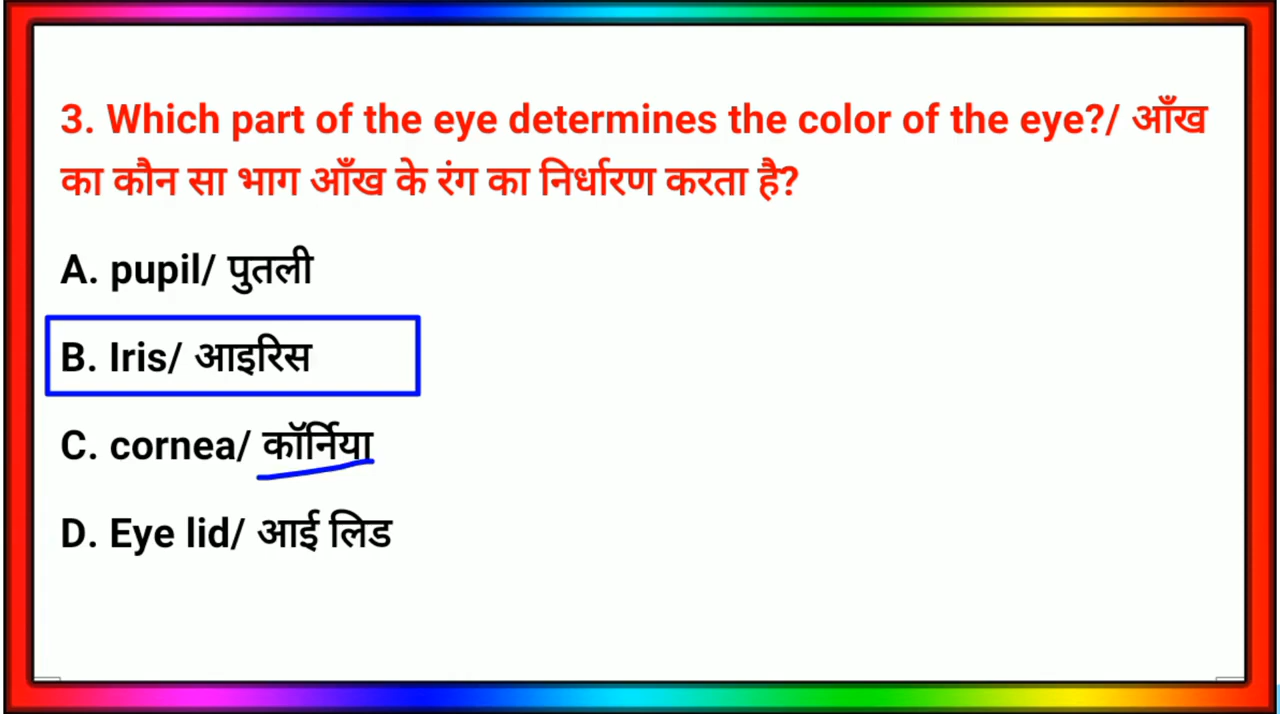 3. Which part of the eye determines the color of the eye?/ आँख
का कौन सा भाग आँख के रंग का निर्धारण करता है?
A. pupil/ पुतली
B. Iris/ आइरिस
C. cornea/ कॉर्निया
D. Eye lid/ आई लिड